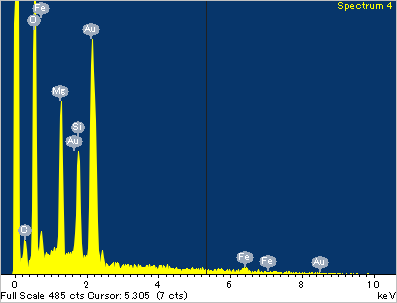 Spectrum 4
Fe
O
Au
Mg
Si
Au
O
Fe
Fe
Au
0 2 4 6 8 10
Full Scale 485 cts Cursor: 5.305 (7 cts) keV